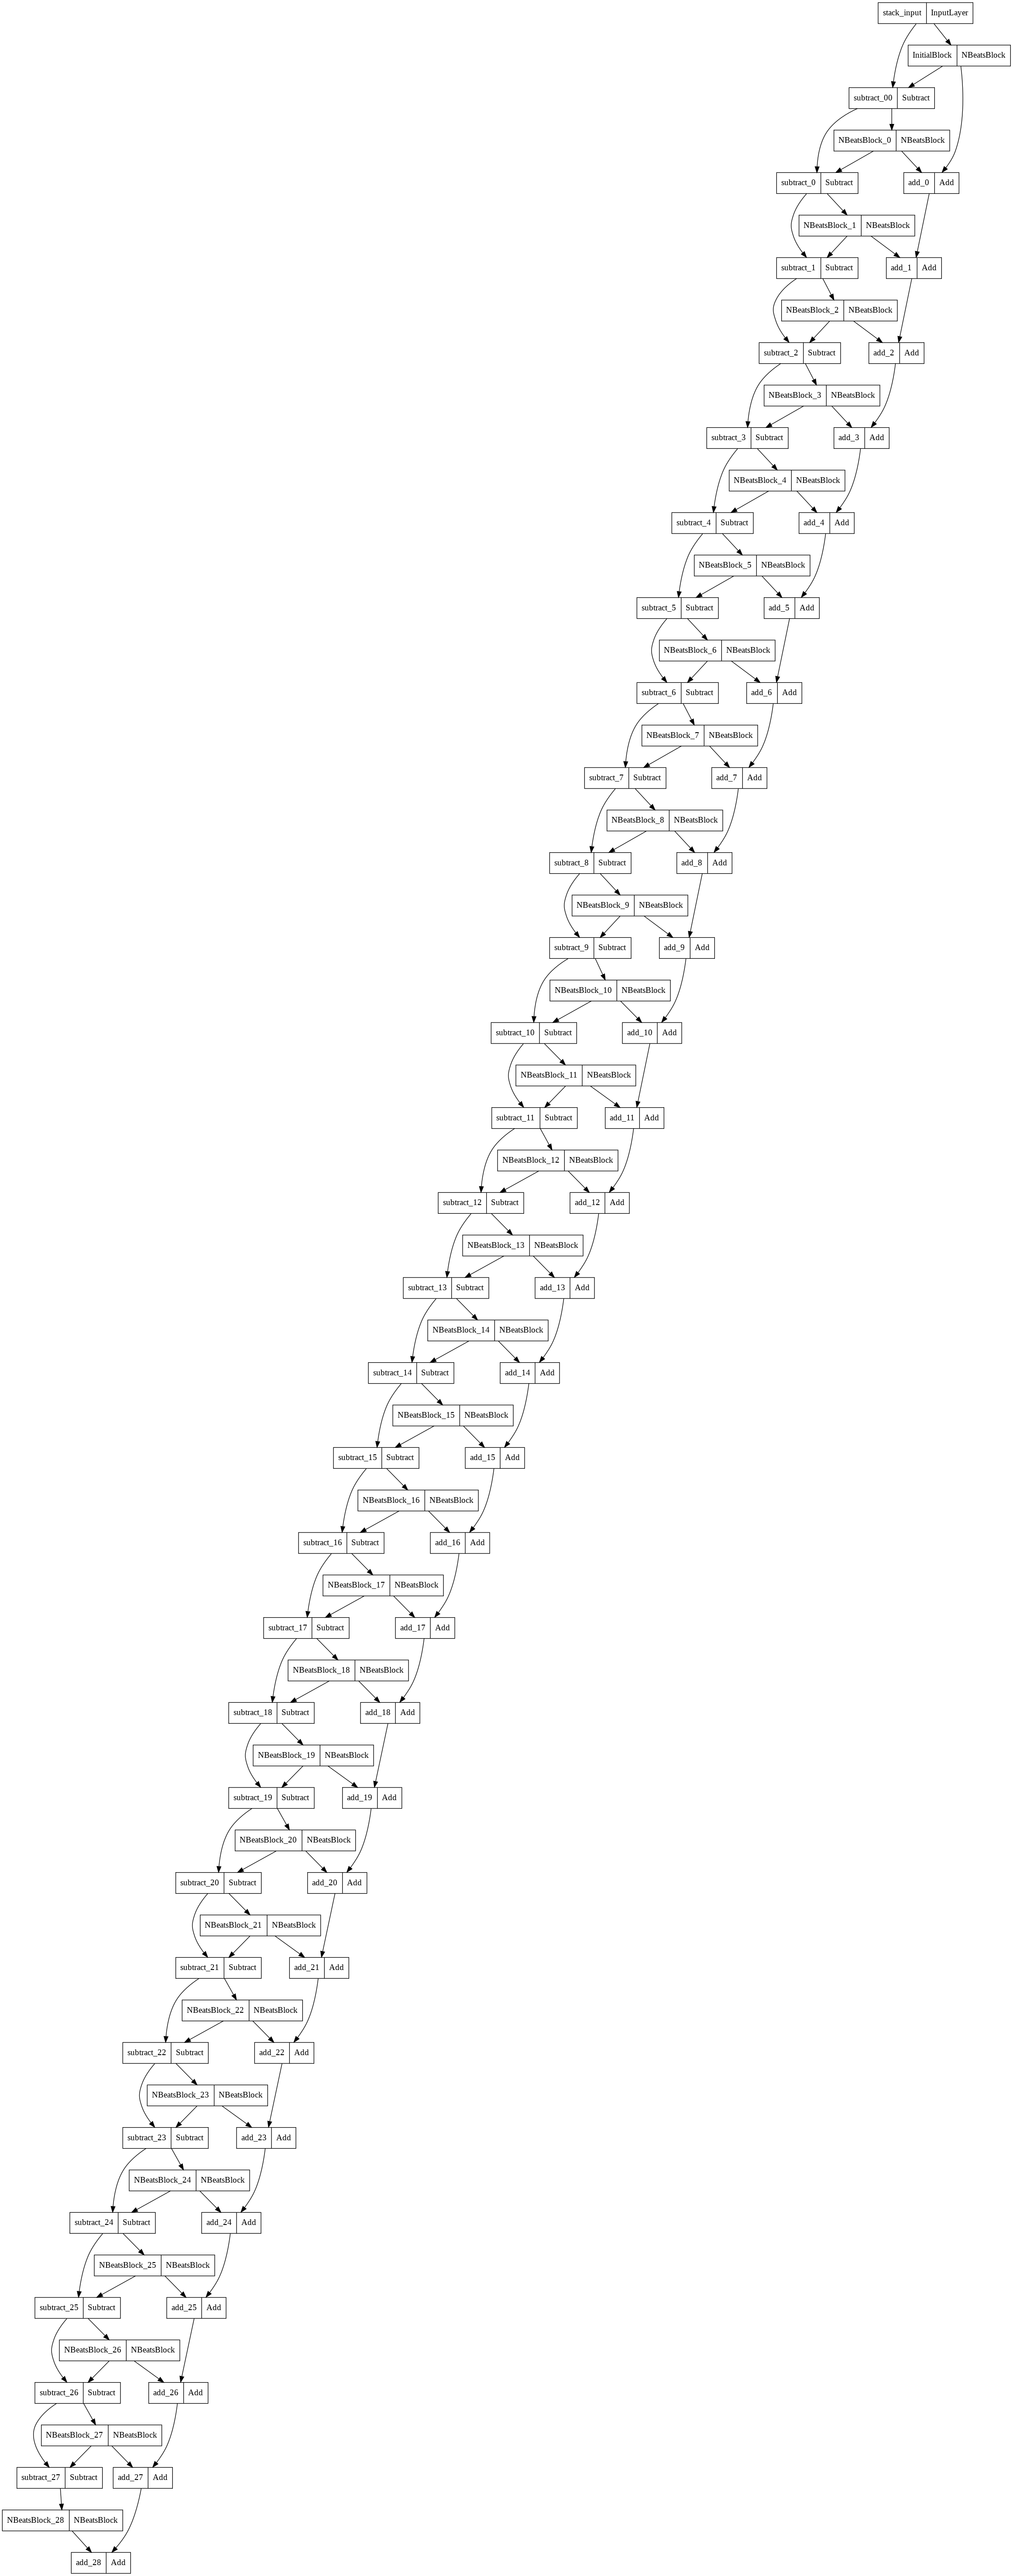 stack_input InputLayer
InitialBlock NBeatsBlock
subtract_00 Subtract
NBeatsBlock_0 NBeatsBlock
subtract_0 Subtract add_0 Add
NBeatsBlock_1 NBeatsBlock
subtract_1 Subtract add_1 Add
NBeatsBlock_2 NBeatsBlock
subtract_2 Subtract add_2 Add
NBeatsBlock_3 NBeatsBlock
subtract_3 Subtract add_3 Add
NBeatsBlock_4 NBeatsBlock
subtract_4 Subtract add_4 Add
NBeatsBlock_5 NBeatsBlock
subtract_5 Subtract add_5 Add
NBeatsBlock_6 NBeatsBlock
subtract_6 Subtract add_6 Add
NBeatsBlock_7 NBeatsBlock
subtract_7 Subtract add_7 Add
NBeatsBlock_8 NBeatsBlock
subtract_8 Subtract add_8 Add
NBeatsBlock_9 NBeatsBlock
subtract_9 Subtract add_9 Add
NBeatsBlock_10 NBeatsBlock
subtract_10 Subtract add_10 Add
NBeatsBlock_11 NBeatsBlock
subtract_11 Subtract add_11 Add
NBeatsBlock_12 NBeatsBlock
subtract_12 Subtract add_12 Add
NBeatsBlock_13 NBeatsBlock
subtract_13 Subtract add_13 Add
NBeatsBlock_14 NBeatsBlock
subtract_14 Subtract add_14 Add
NBeatsBlock_15 NBeatsBlock
subtract_15 Subtract add_15 Add
NBeatsBlock_16 NBeatsBlock
subtract_16 Subtract add_16 Add
NBeatsBlock_17 NBeatsBlock
subtract_17 Subtract add_17 Add
NBeatsBlock_18 NBeatsBlock
subtract_18 Subtract add_18 Add
NBeatsBlock_19 NBeatsBlock
subtract_19 Subtract add_19 Add
NBeatsBlock_20 NBeatsBlock
subtract_20 Subtract add_20 Add
NBeatsBlock_21 NBeatsBlock
subtract_21 Subtract add_21 Add
NBeatsBlock_22 NBeatsBlock
subtract_22 Subtract add_22 Add
NBeatsBlock_23 NBeatsBlock
subtract_23 Subtract add_23 Add
NBeatsBlock_24 NBeatsBlock
subtract_24 Subtract add_24 Add
NBeatsBlock_25 NBeatsBlock
subtract_25 Subtract add_25 Add
NBeatsBlock_26 NBeatsBlock
subtract_26 Subtract add_26 Add
NBeatsBlock_27 NBeatsBlock
subtract_27 Subtract add_27 Add
NBeatsBlock_28 NBeatsBlock
add_28 Add